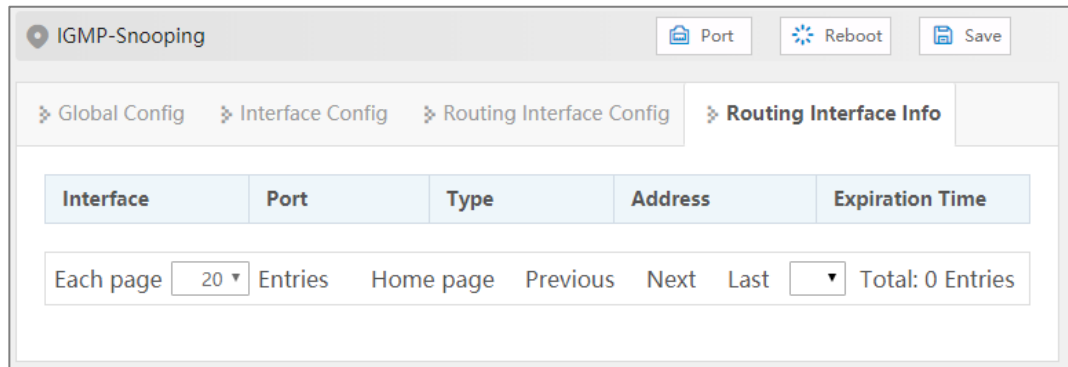 IGMP-Snooping Port Reboot Save
Global Config Interface Config Routing Interface Config Routing Interface Info
Interface Port Type Address Expiration Time
Each page 20 Entries Home page Previous Next Last Total: 0 Entries